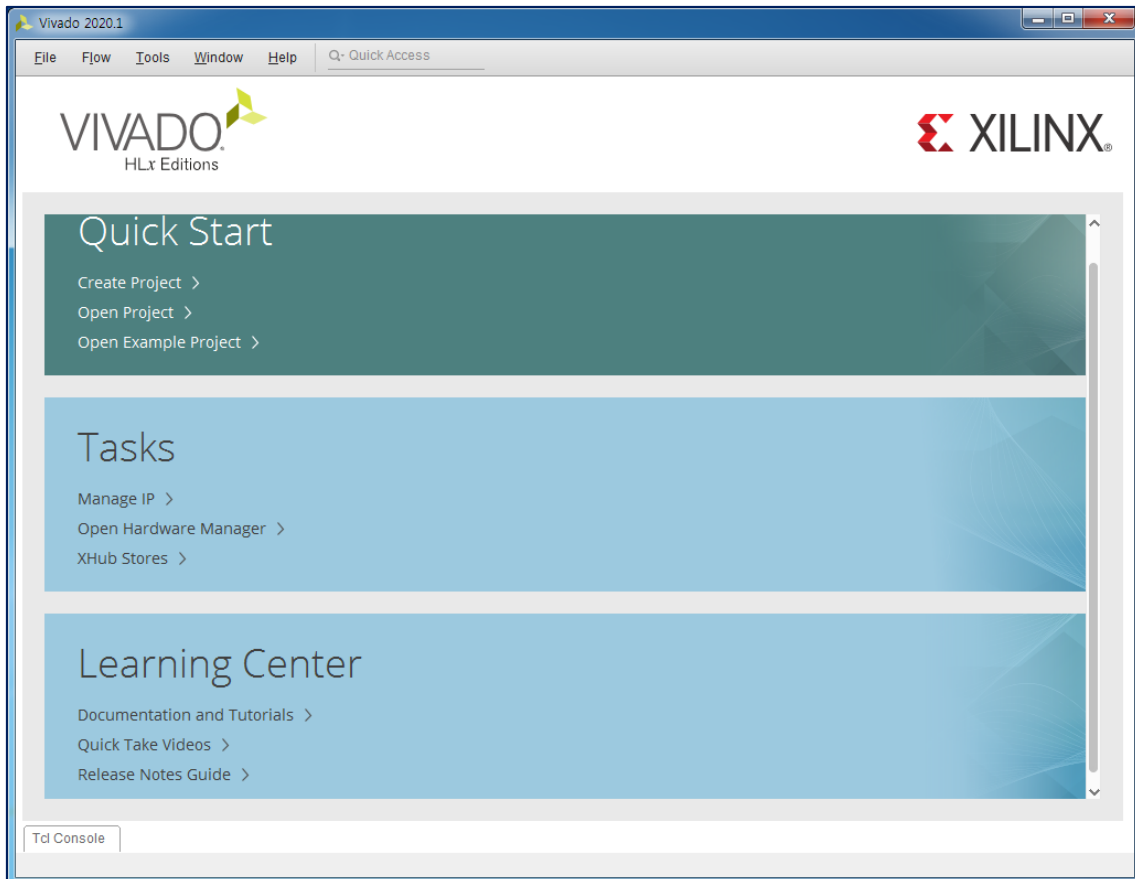 Vivado 2020.1
File Flow Tools Window Help Quick Access
VIVADO.
HLx Editions
XILINX®
Quick Start
Create Project
Open Project
Open Example Project
Tasks
Manage IP
Open Hardware Manager
XHub Stores
Learning Center
Documentation and Tutorials
Quick Take Videos
Release Notes Guide
Tcl Console